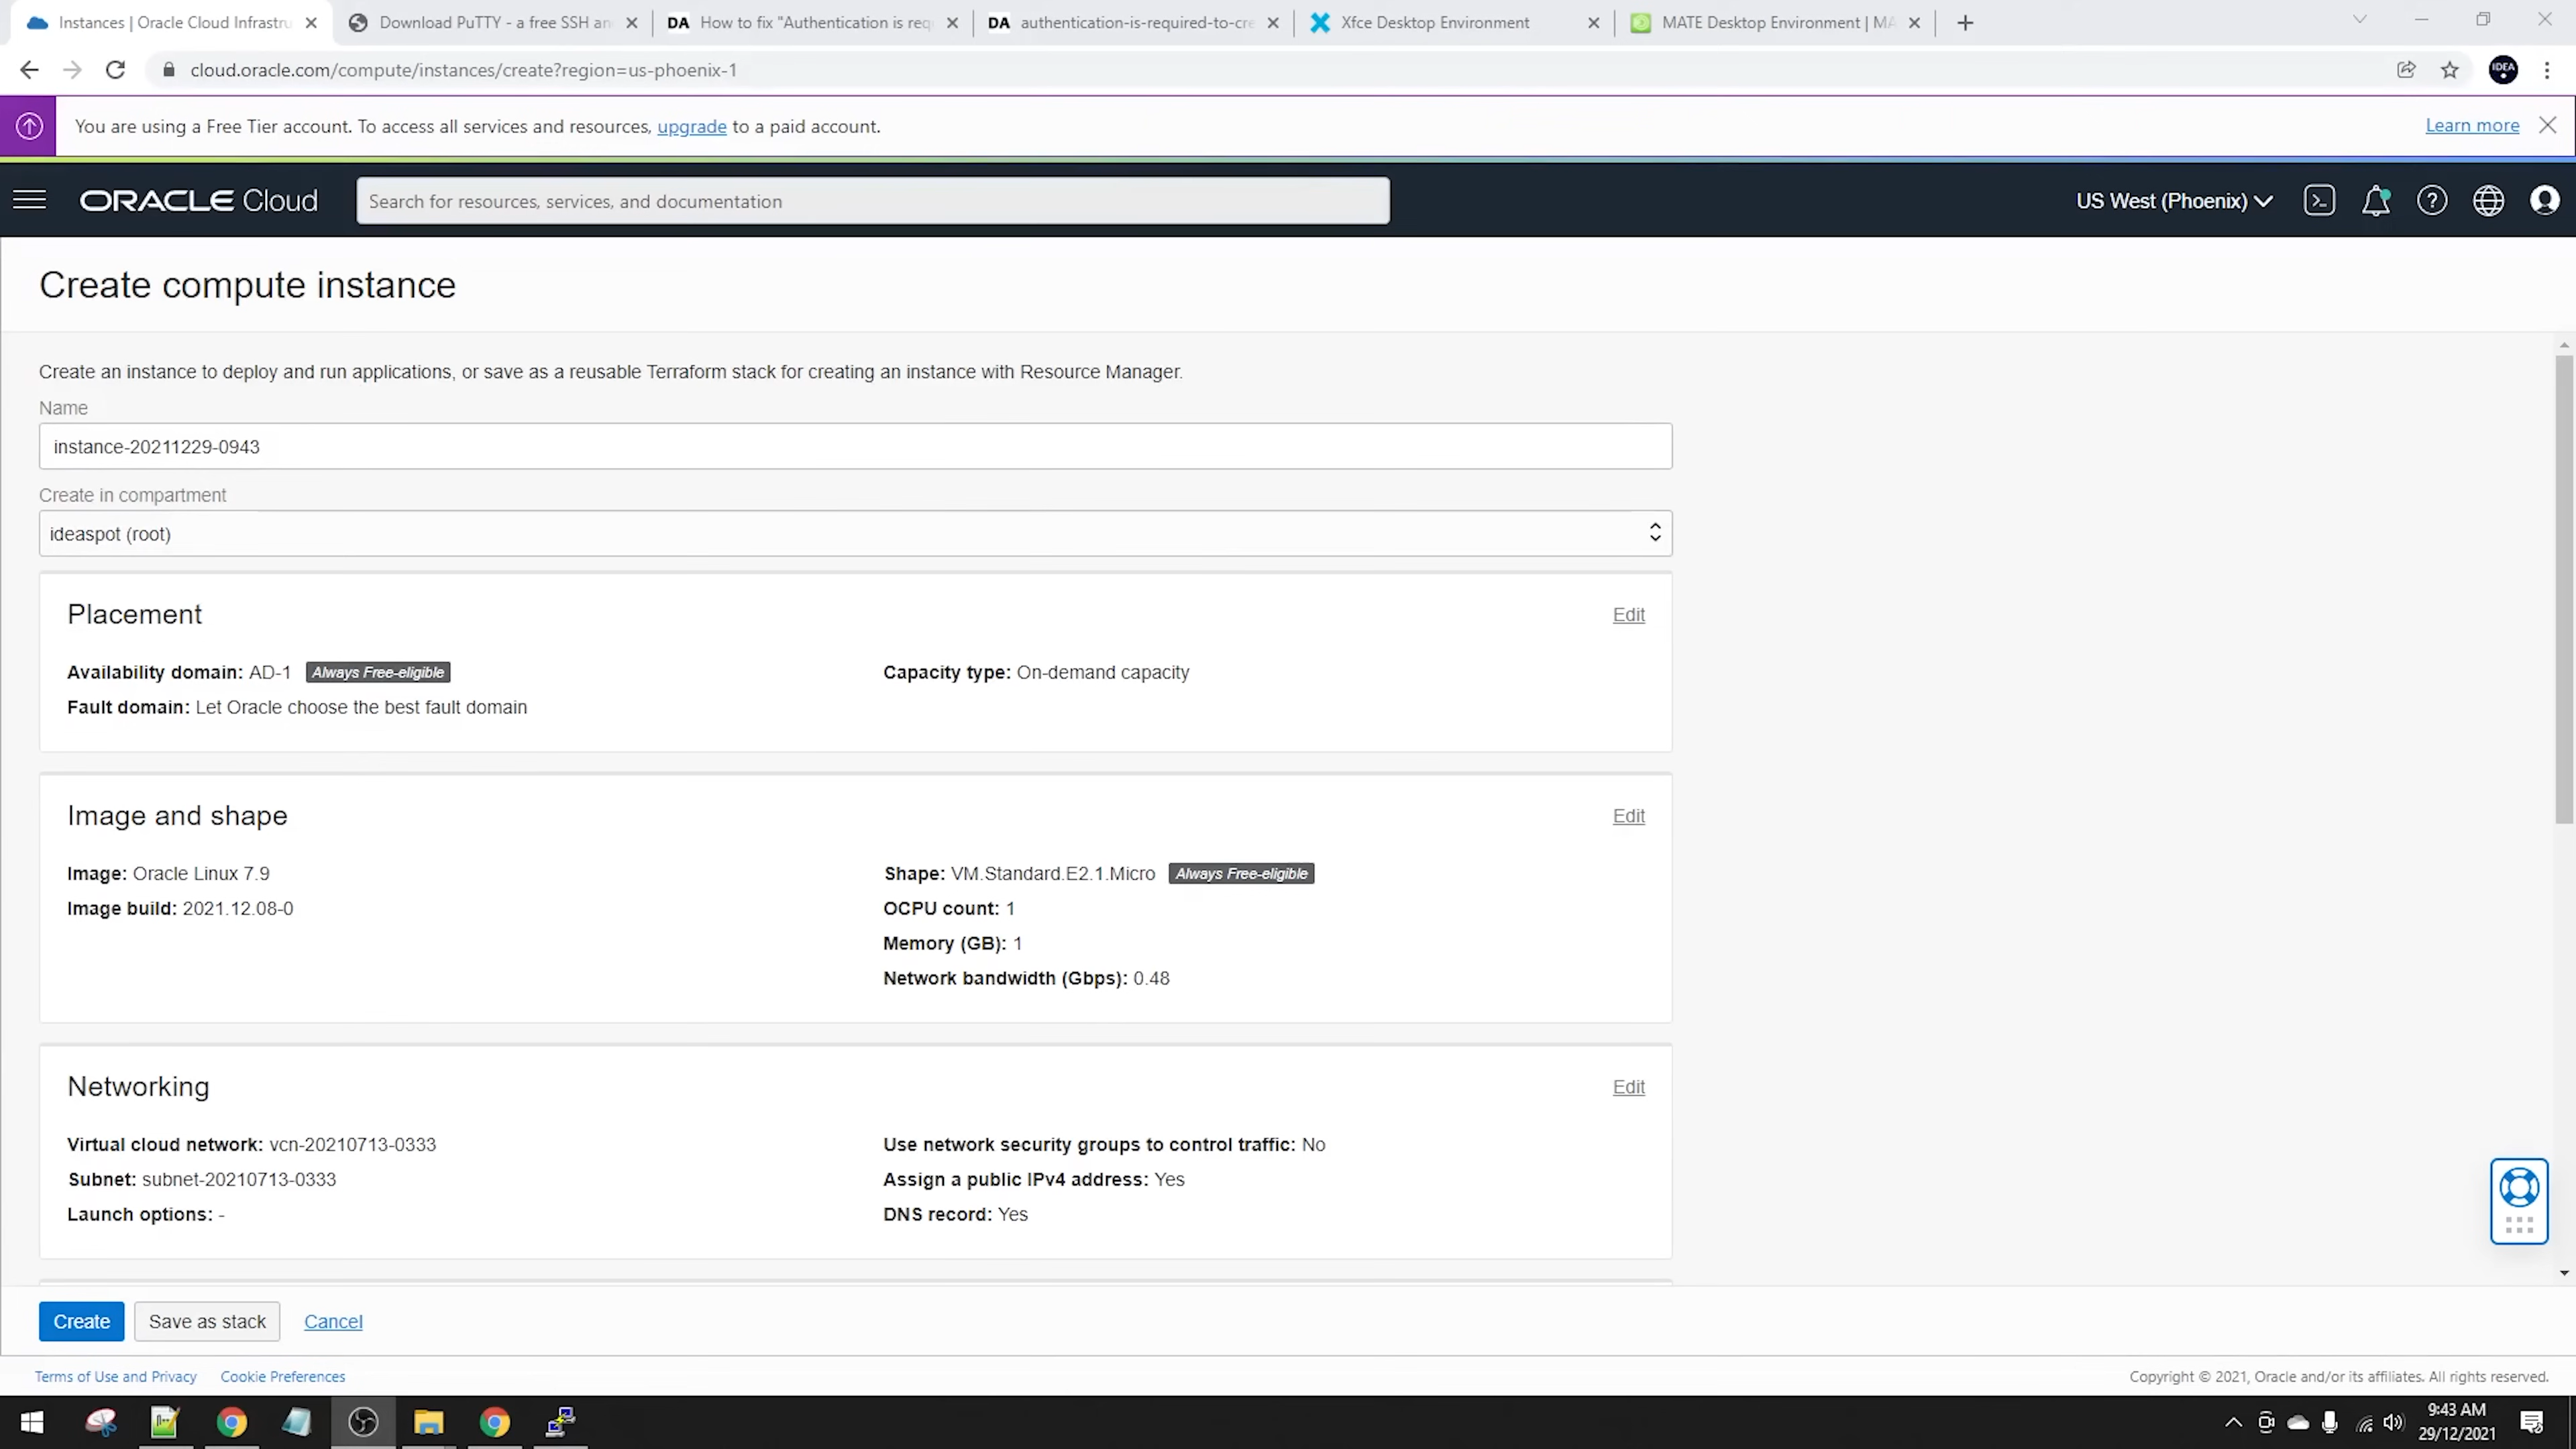 Instances | Oracle Cloud Infrastru
Download PuTTY - a free SSH an
DA How to fix "Authentication is req
DA authentication-is-required-to-cre
Xfce Desktop Environment
MATE Desktop Environment | MA
cloud.oracle.com/compute/instances/create?region=us-phoenix-1
IDEA
You are using a Free Tier account. To access all services and resources, upgrade to a paid account.
Learn more
ORACLE Cloud
Search for resources, services, and documentation
US West (Phoenix)
Create compute instance
Create an instance to deploy and run applications, or save as a reusable Terraform stack for creating an instance with Resource Manager.
Name
instance-20211229-0943
Create in compartment
ideaspot (root)
Placement
Edit
Availability domain: AD-1 Always Free-eligible
Capacity type: On-demand capacity
Fault domain: Let Oracle choose the best fault domain
Image and shape
Edit
Image: Oracle Linux 7.9
Shape: VM.Standard.E2.1.Micro Always Free-eligible
Image build: 2021.12.08-0
OCPU count: 1
Memory (GB): 1
Network bandwidth (Gbps): 0.48
Networking
Edit
Virtual cloud network: vcn-20210713-0333
Use network security groups to control traffic: No
Subnet: subnet-20210713-0333
Assign a public IPv4 address: Yes
Launch options: -
DNS record: Yes
Create
Save as stack
Cancel
Terms of Use and Privacy
Cookie Preferences
Copyright © 2021, Oracle and/or its affiliates. All rights reserved.
9:43 AM
29/12/2021